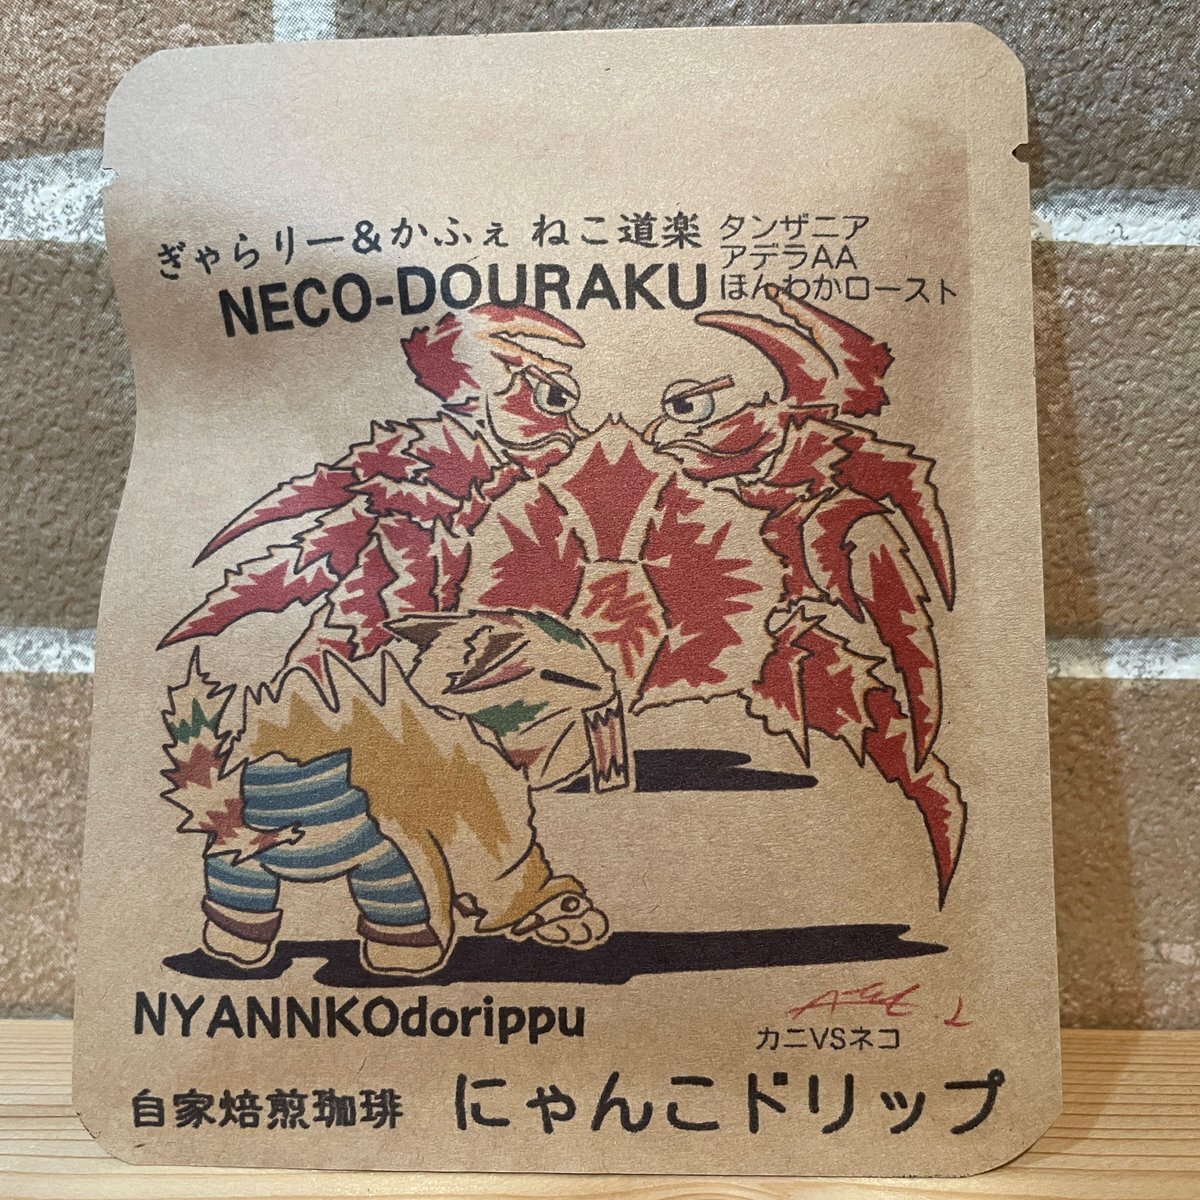 ぎゃらりー&かふぇ ねこ道楽
NECO-DOURAKU
タンザニア
アデラAA
ほんわかロースト
NYANNKOdorippu
カニVSネコ
自家焙煎珈琲 にゃんこドリップ